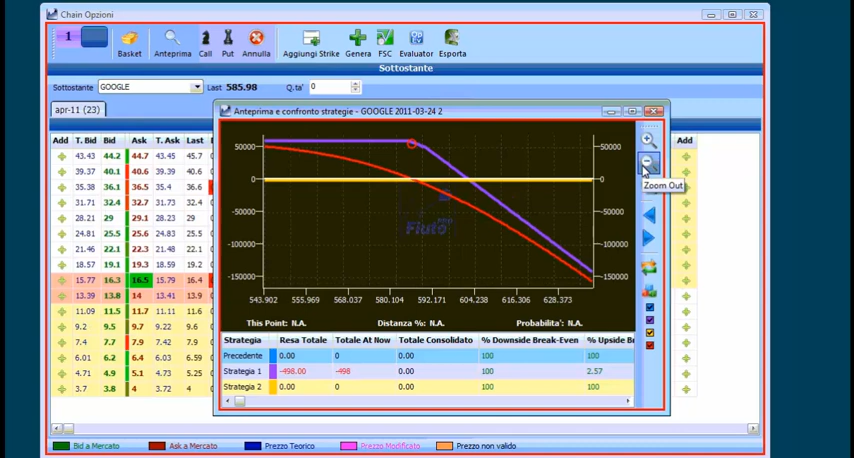 Chain Opzioni
1
Basket Anteprima Call Put Annulla Aggiungi Strike Genera FSC Evaluator Esporta
Sottostante
Sottostante GOOGLE Last 585.98 Q.ta' 0
apr-11 (23)
Anteprima e confronto strategie - GOOGLE 2011-03-24 2
Add T. Bid Bid Ask T. Ask Last Add
43.43 44.2 44.7 43.45 45.7
39.37 40.1 40.6 39.39 40.6
35.38 36.1 36.5 35.4 36.6
31.71 32.4 32.7 31.73 32.4
28.21 29 29.1 28.23 29
24.81 25.5 25.6 24.83 25.5
21.46 22.1 22.3 21.48 22.1
18.57 19.1 19.3 18.59 19.2
15.77 16.3 16.5 15.79 16.4
13.39 13.8 14 13.41 13.9
11.09 11.5 11.7 11.11 11.6
9.2 9.5 9.7 9.22 9.6
7.4 7.7 7.9 7.42 7.9
6.01 6.2 6.4 6.03 6.59
4.71 4.9 5.1 4.73 5.25
3.7 3.8 4 3.72 4.2
50000 50000
0 0
-50000 -50000
-100000 -100000
-150000 -150000
543.902 555.969 568.037 580.104 592.171 604.238 616.306 628.373
Fiuto
Zoom Out
This Point: N.A. Distanza %: N.A. Probabilita': N.A.
Strategia Resa Totale Totale At Now Totale Consolidato % Downside Break-Even % Upside Br
Precedente 0.00 0 0.00 100 100
Strategia 1 -498.00 -498 0.00 100 2.57
Strategia 2 0.00 0 0.00 100 100
Bid a Mercato Ask a Mercato Prezzo Teorico Prezzo Modificato Prezzo non valido